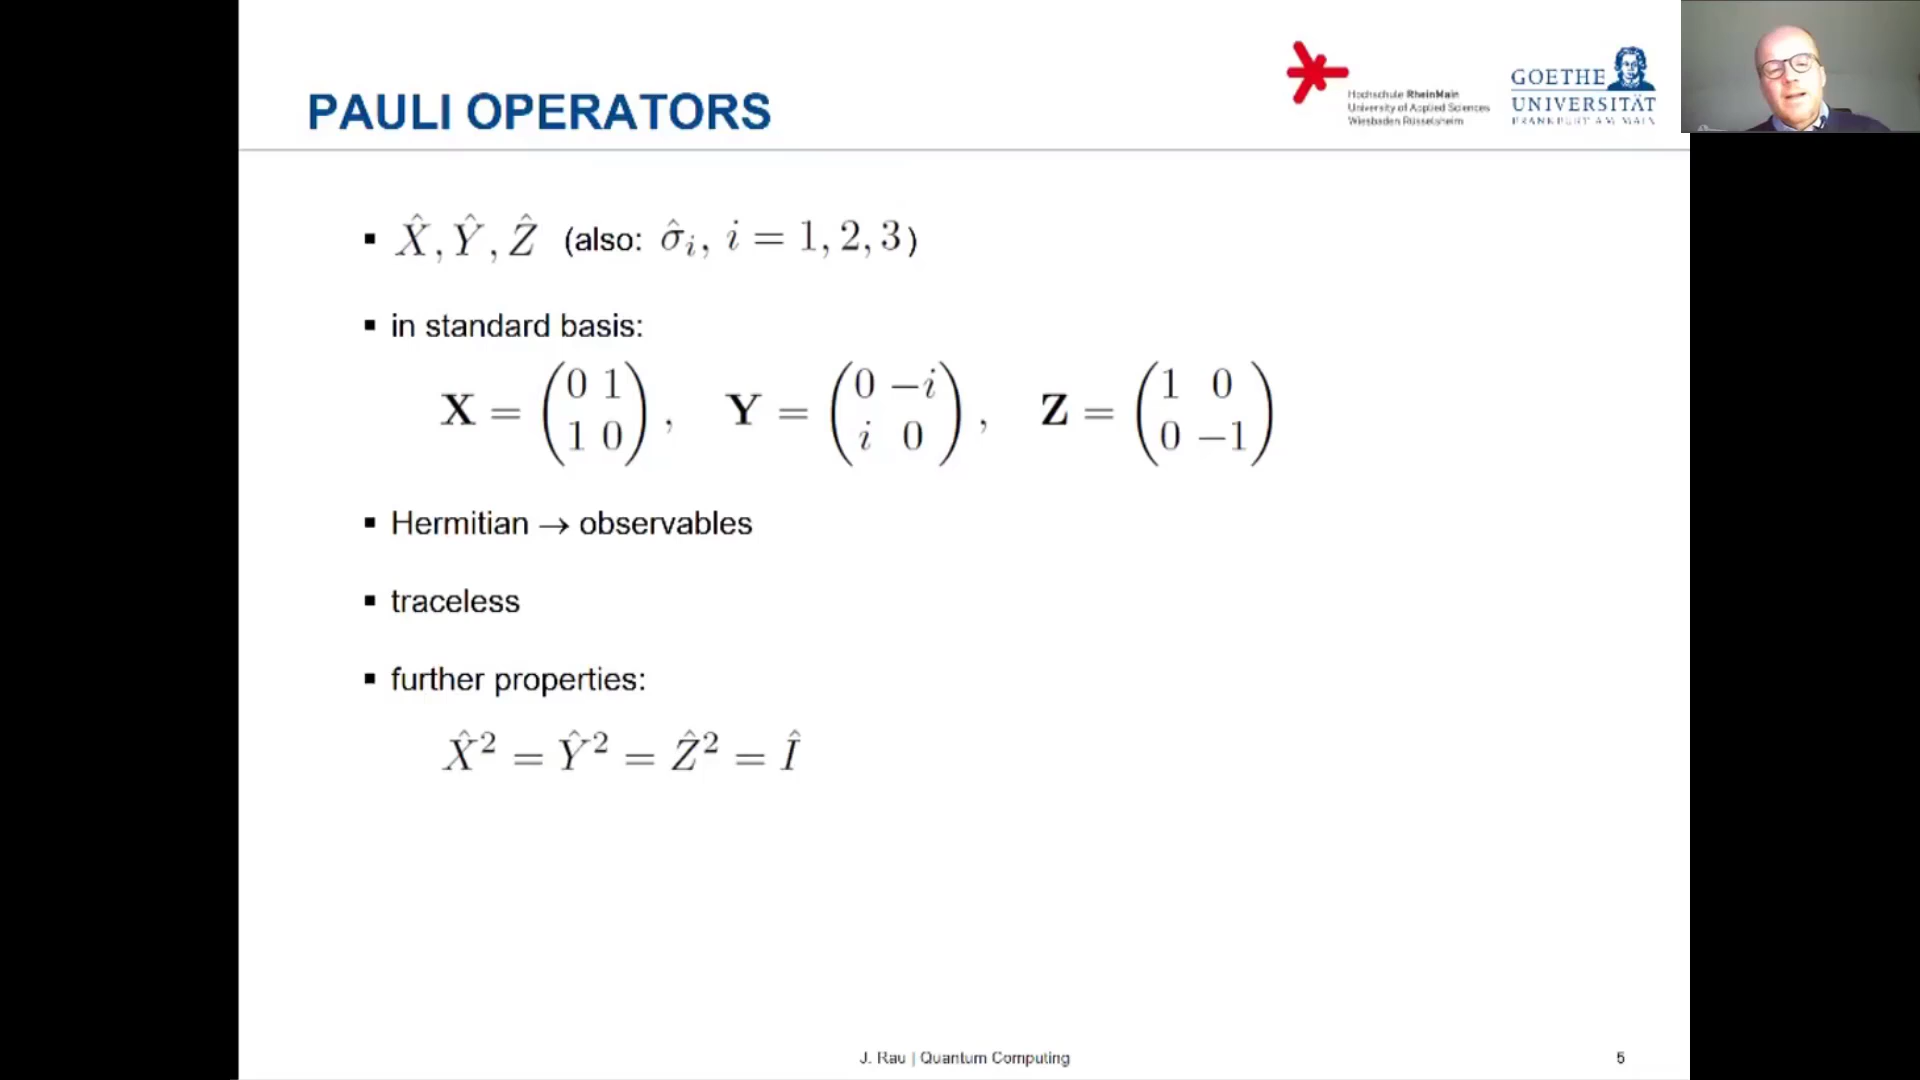 PAULI OPERATORS
Hochschule RheinMain
University of Applied Sciences
Wiesbaden Rüsselsheim
GOETHE
UNIVERSITÄT
FRANKFURT AM MAIN
▪ X̂, Ŷ, Ẑ (also: σ̂ᵢ, i = 1, 2, 3)
▪ in standard basis:
X = (0 1; 1 0), Y = (0 −i; i 0), Z = (1 0; 0 −1)
▪ Hermitian → observables
▪ traceless
▪ further properties:
X̂² = Ŷ² = Ẑ² = Î
J. Rau | Quantum Computing
5